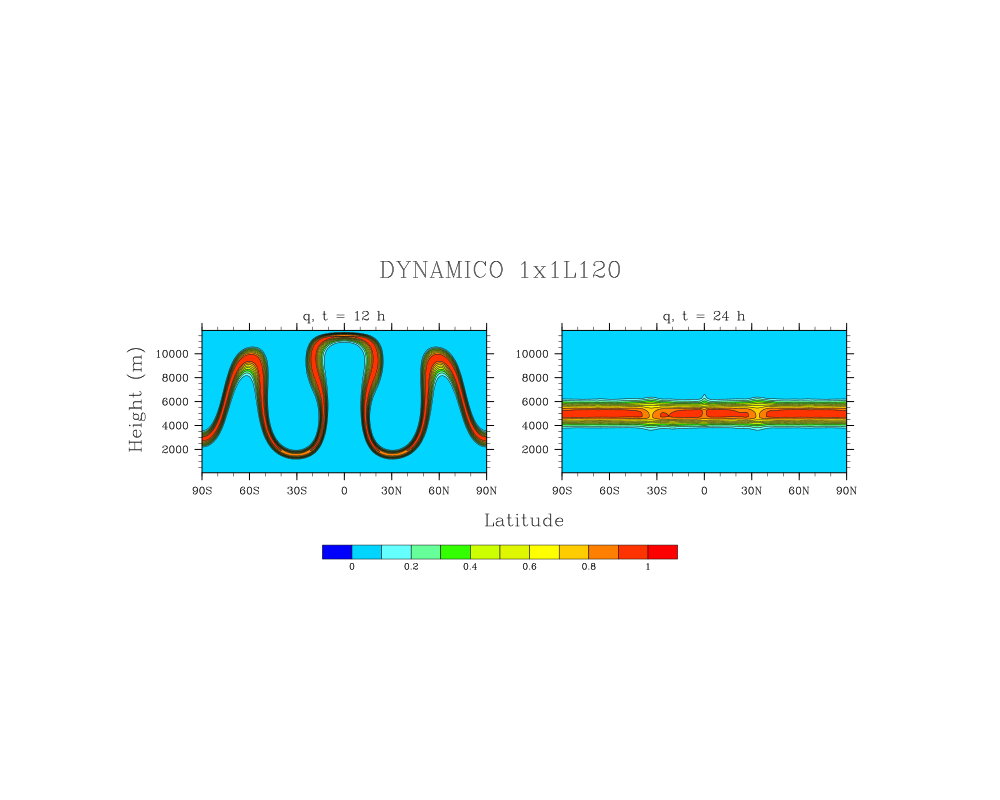 DYNAMICO 1x1L120
q, t = 12 h
q, t = 24 h
Height (m)
10000
8000
6000
4000
2000
10000
8000
6000
4000
2000
90S 60S 30S 0 30N 60N 90N
90S 60S 30S 0 30N 60N 90N
Latitude
0 0.2 0.4 0.6 0.8 1